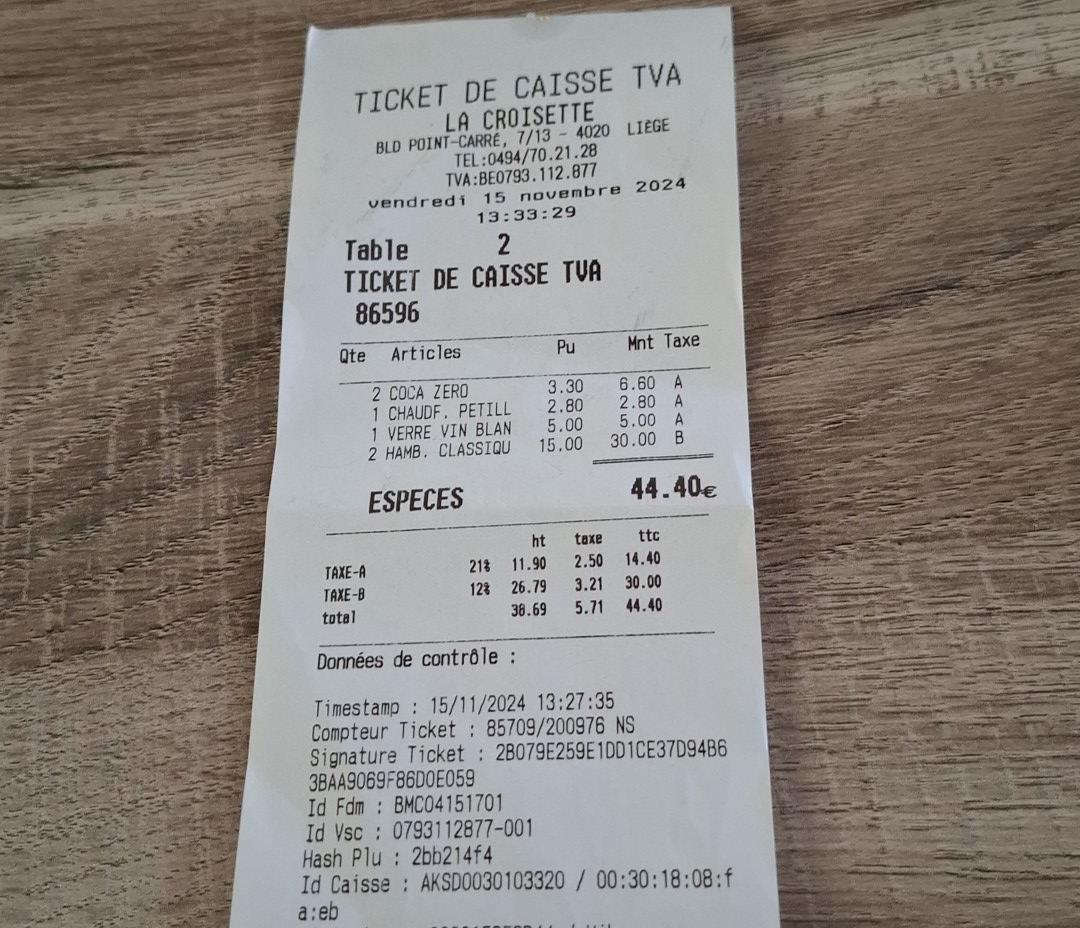 TICKET DE CAISSE TVA
LA CROISETTE
BLD POINT-CARRÉ, 7/13 - 4020 LIÈGE
TEL:0494/70.21.28
TVA:BE0793.112.877
vendredi 15 novembre 2024
13:33:29
Table 2
TICKET DE CAISSE TVA
86596
Qte Articles Pu Mnt Taxe
2 COCA ZERO 3.30 6.60 A
1 CHAUDF. PETILL 2.80 2.80 A
1 VERRE VIN BLAN 5.00 5.00 A
2 HAMB. CLASSIQU 15.00 30.00 B
ESPECES 44.40€
ht taxe ttc
TAXE-A 21% 11.90 2.50 14.40
TAXE-B 12% 26.79 3.21 30.00
total 38.69 5.71 44.40
Données de contrôle :
Timestamp : 15/11/2024 13:27:35
Compteur Ticket : 85709/200976 NS
Signature Ticket : 2B079E259E1DD1CE37D94B6
3BAA9069F86D0E059
Id Fdm : BMC04151701
Id Vsc : 0793112877-001
Hash Plu : 2bb214f4
Id Caisse : AKSD0030103320 / 00:30:18:08:f
a:eb